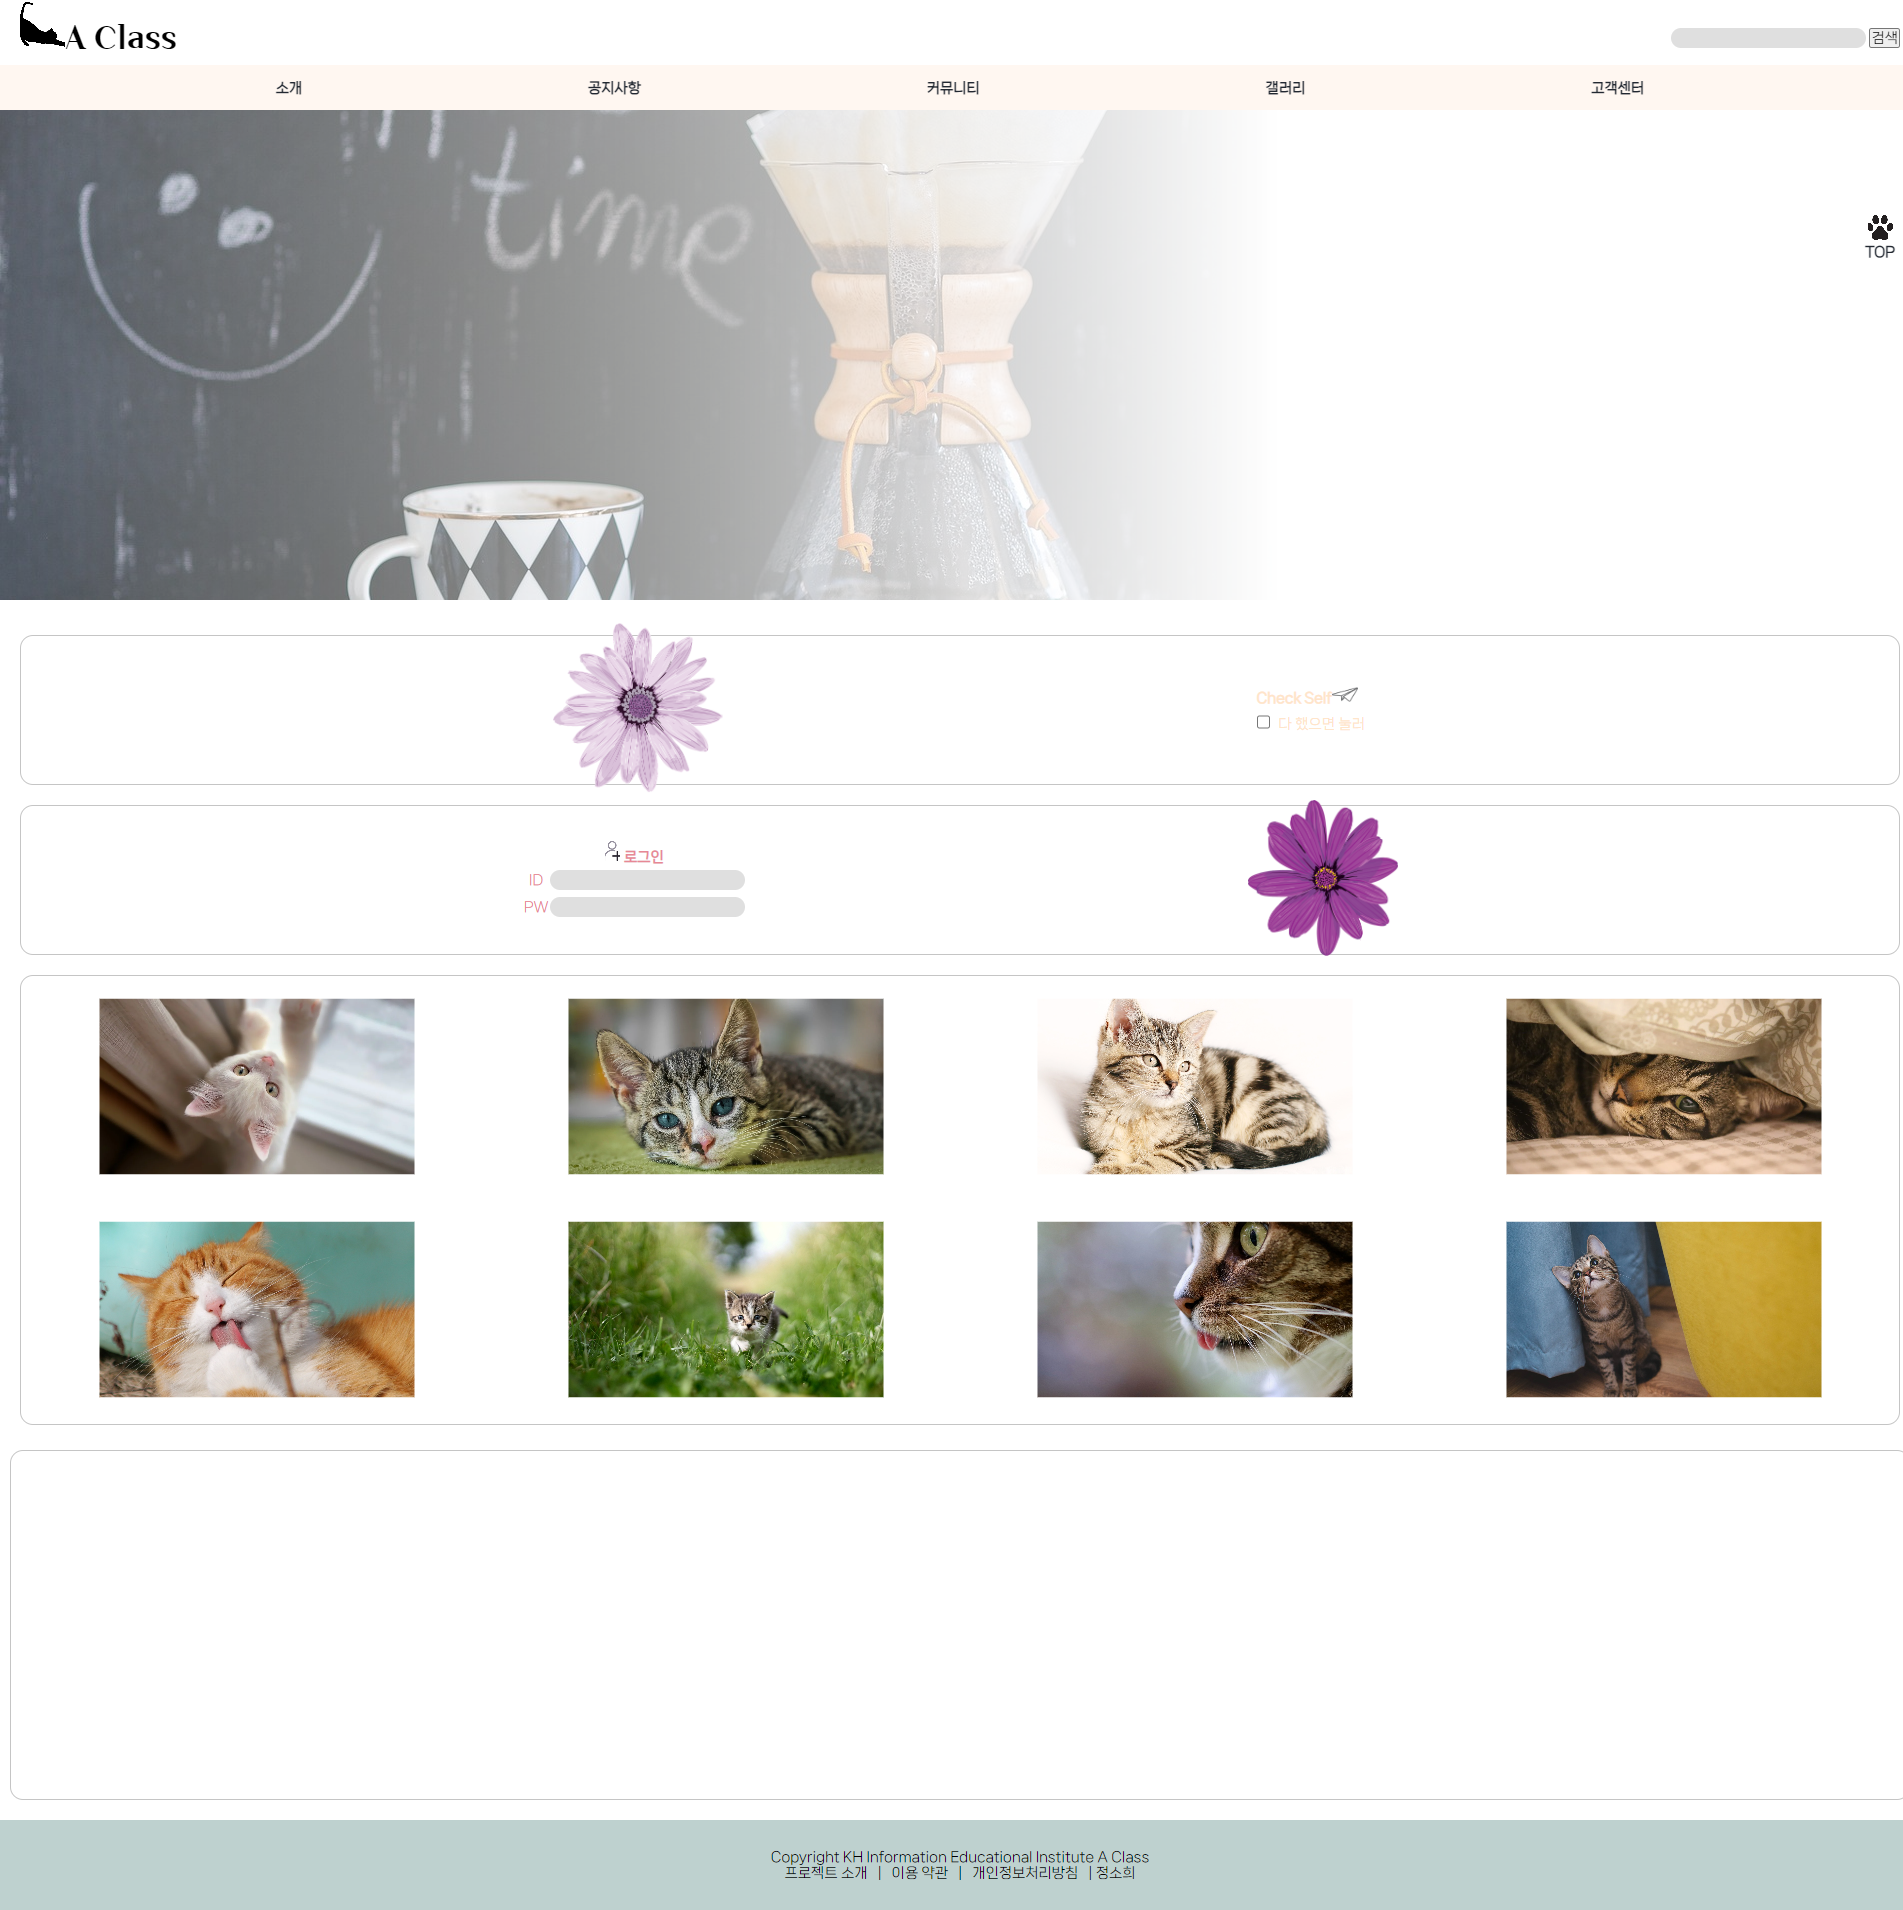 A Class
검색
소개
공지사항
커뮤니티
갤러리
고객센터
time
TOP
Check Self
다 했으면 눌러
로그인
ID
PW
Copyright KH Information Educational Institute A Class
프로젝트 소개 | 이용 약관 | 개인정보처리방침 | 정소희